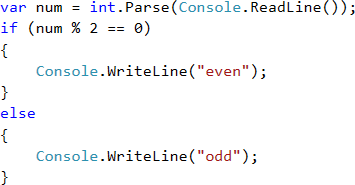 var num = int.Parse(Console.ReadLine());
if (num % 2 == 0)
{
    Console.WriteLine("even");
}
else
{
    Console.WriteLine("odd");
}